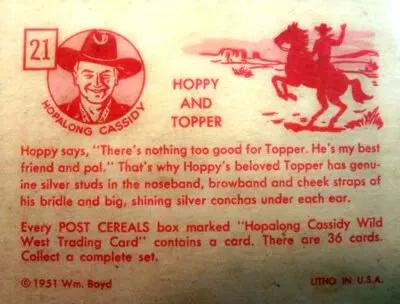 21
HOPALONG CASSIDY
HOPPY
AND
TOPPER
Hoppy says, "There's nothing too good for Topper. He's my best
friend and pal." That's why Hoppy's beloved Topper has genu-
ine silver studs in the noseband, browband and cheek straps of
his bridle and big, shining silver conchas under each ear.
Every POST CEREALS box marked "Hopalong Cassidy Wild
West Trading Card" contains a card. There are 36 cards.
Collect a complete set.
© 1951 Wm. Boyd
LITHO IN U.S.A.